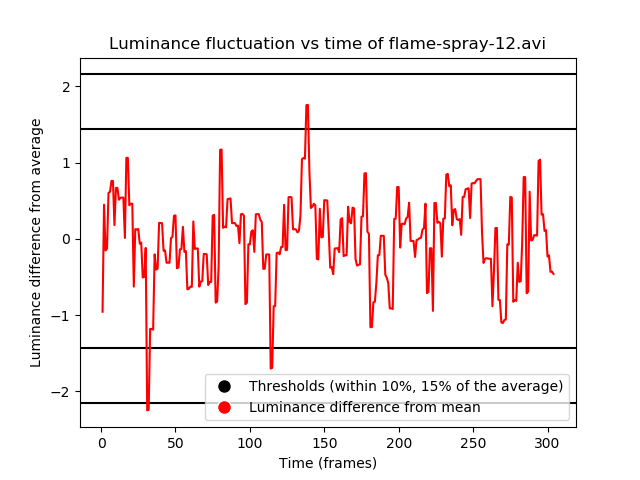 Luminance fluctuation vs time of flame-spray-12.avi
Luminance difference from average
2
1
0
−1
−2
Thresholds (within 10%, 15% of the average)
Luminance difference from mean
0
50
100
150
200
250
300
Time (frames)